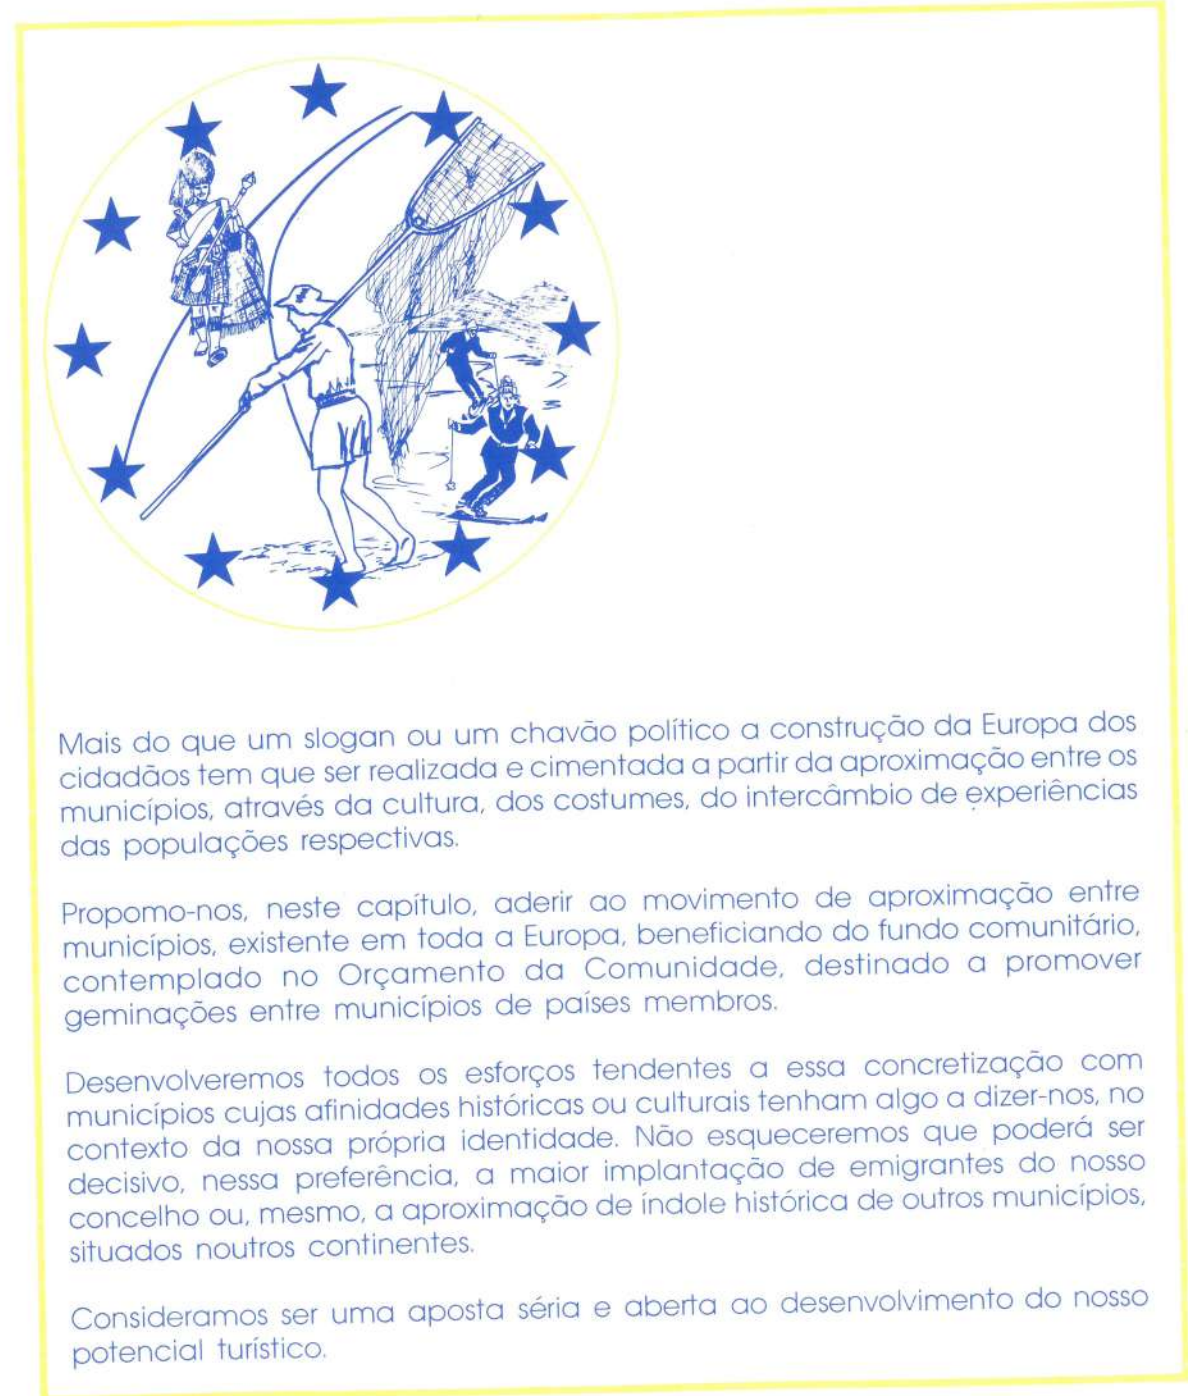 Mais do que um slogan ou um chavão político a construção da Europa dos
cidadãos tem que ser realizada e cimentada a partir da aproximação entre os
municípios, através da cultura, dos costumes, do intercâmbio de experiências
das populações respectivas.
Propomo-nos, neste capítulo, aderir ao movimento de aproximação entre
municípios, existente em toda a Europa, beneficiando do fundo comunitário,
contemplado no Orçamento da Comunidade, destinado a promover
geminações entre municípios de países membros.
Desenvolveremos todos os esforços tendentes a essa concretização com
municípios cujas afinidades históricas ou culturais tenham algo a dizer-nos, no
contexto da nossa própria identidade. Não esqueceremos que poderá ser
decisivo, nessa preferência, a maior implantação de emigrantes do nosso
concelho ou, mesmo, a aproximação de índole histórica de outros municípios,
situados noutros continentes.
Consideramos ser uma aposta séria e aberta ao desenvolvimento do nosso
potencial turístico.